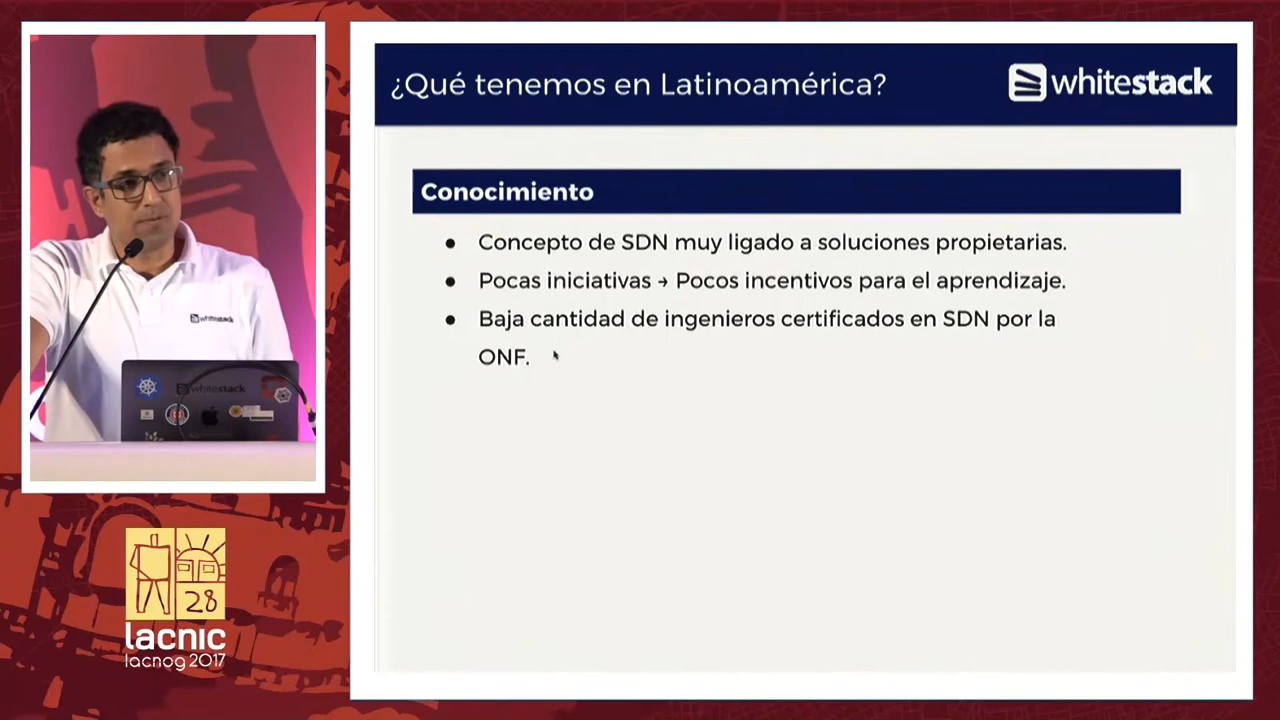 ¿Qué tenemos en Latinoamérica?
whitestack
Conocimiento
● Concepto de SDN muy ligado a soluciones propietarias.
● Pocas iniciativas → Pocos incentivos para el aprendizaje.
● Baja cantidad de ingenieros certificados en SDN por la
ONF.
whitestack
whitestack
28
lacnic
lacnog 2017